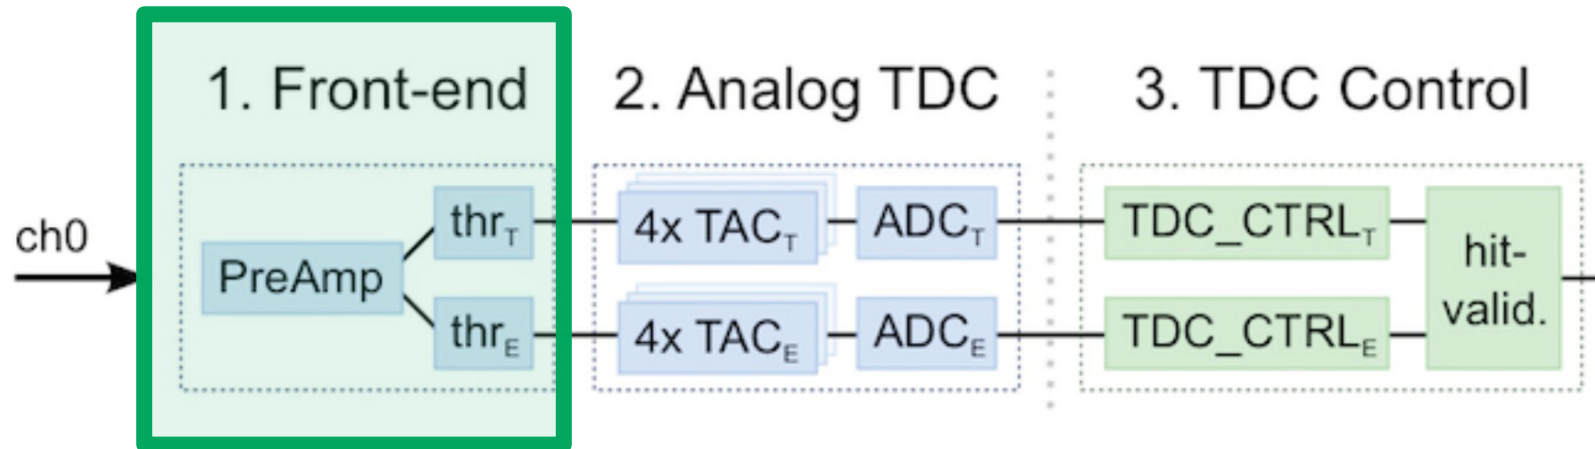 1. Front-end
2. Analog TDC
3. TDC Control
ch0
PreAmp
thrT
thrE
4x TACT
ADCT
4x TACE
ADCE
TDC_CTRLT
TDC_CTRLE
hit-
valid.